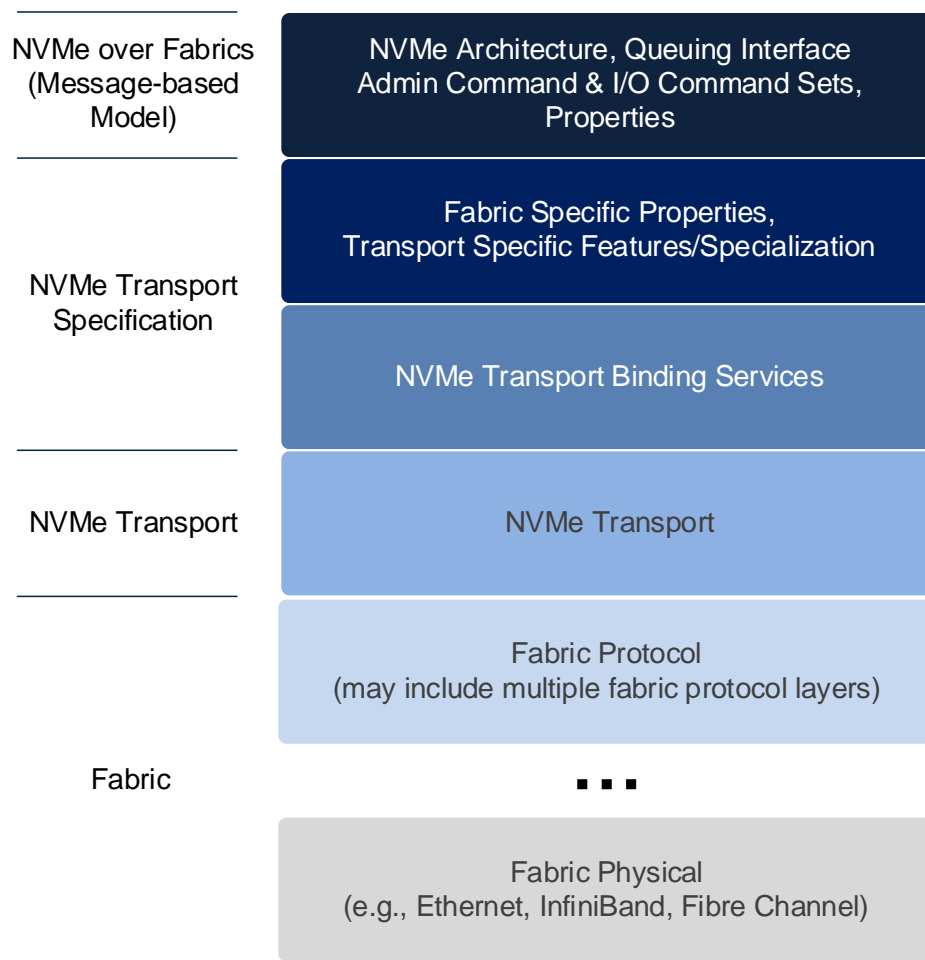 NVMe over Fabrics
(Message-based
Model)
NVMe Architecture, Queuing Interface
Admin Command & I/O Command Sets,
Properties
NVMe Transport
Specification
Fabric Specific Properties,
Transport Specific Features/Specialization
NVMe Transport Binding Services
NVMe Transport
NVMe Transport
Fabric
Fabric Protocol
(may include multiple fabric protocol layers)
...
Fabric Physical
(e.g., Ethernet, InfiniBand, Fibre Channel)